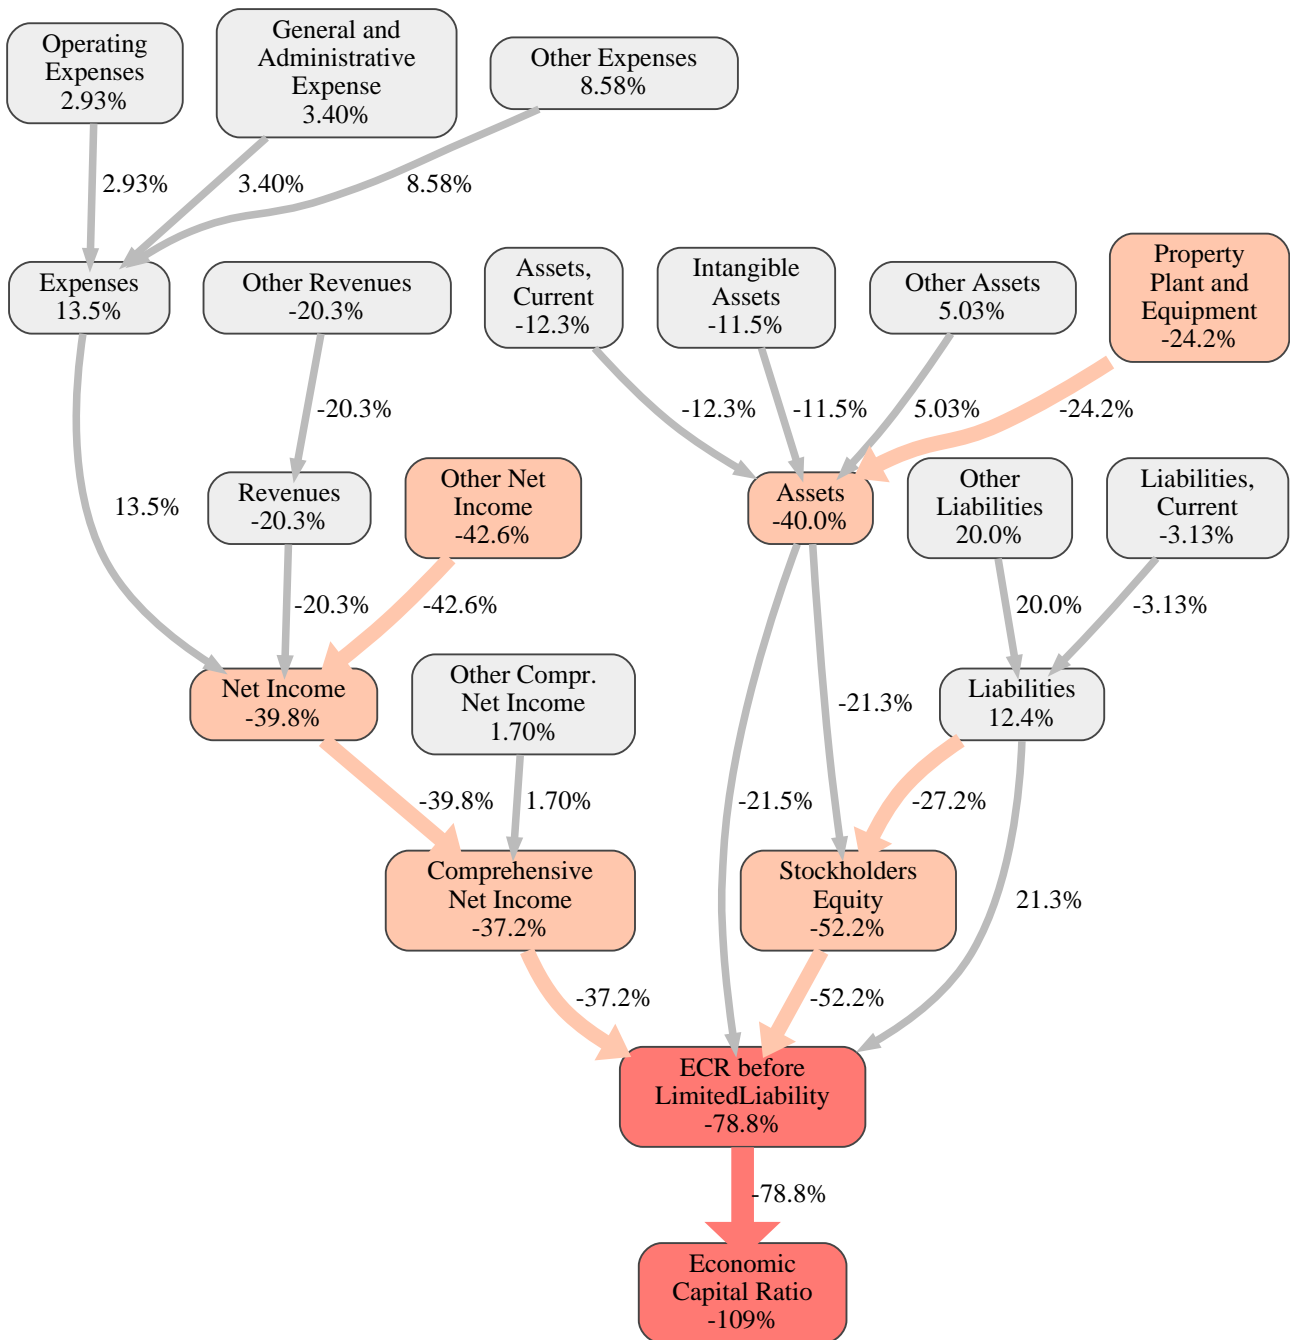 Operating
Expenses
2.93%
General and
Administrative
Expense
3.40%
Other Expenses
8.58%
2.93%
3.40%
8.58%
Expenses
13.5%
Other Revenues
-20.3%
Assets,
Current
-12.3%
Intangible
Assets
-11.5%
Other Assets
5.03%
Property
Plant and
Equipment
-24.2%
-20.3%
-12.3%
-11.5%
5.03%
-24.2%
13.5%
Revenues
-20.3%
Other Net
Income
-42.6%
Assets
-40.0%
Other
Liabilities
20.0%
Liabilities,
Current
-3.13%
-20.3%
-42.6%
20.0%
-3.13%
Net Income
-39.8%
Other Compr.
Net Income
1.70%
-21.3%
Liabilities
12.4%
-39.8%
1.70%
-21.5%
-27.2%
Comprehensive
Net Income
-37.2%
Stockholders
Equity
-52.2%
21.3%
-37.2%
-52.2%
ECR before
LimitedLiability
-78.8%
-78.8%
Economic
Capital Ratio
-109%